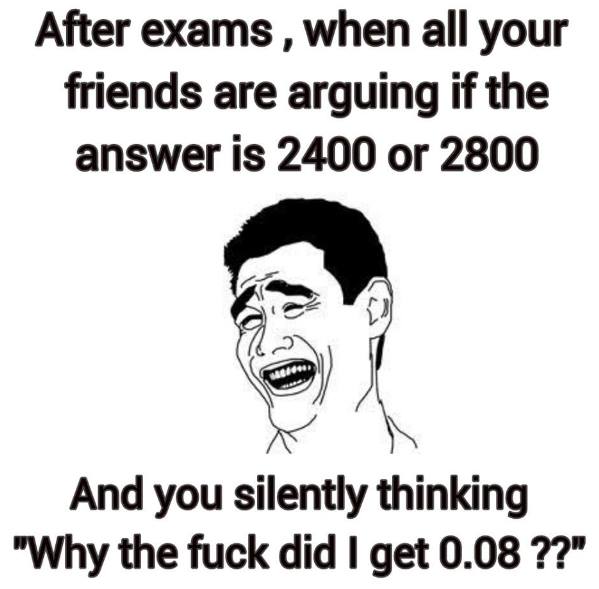 After exams , when all your
friends are arguing if the
answer is 2400 or 2800
And you silently thinking
"Why the fuck did I get 0.08 ??"